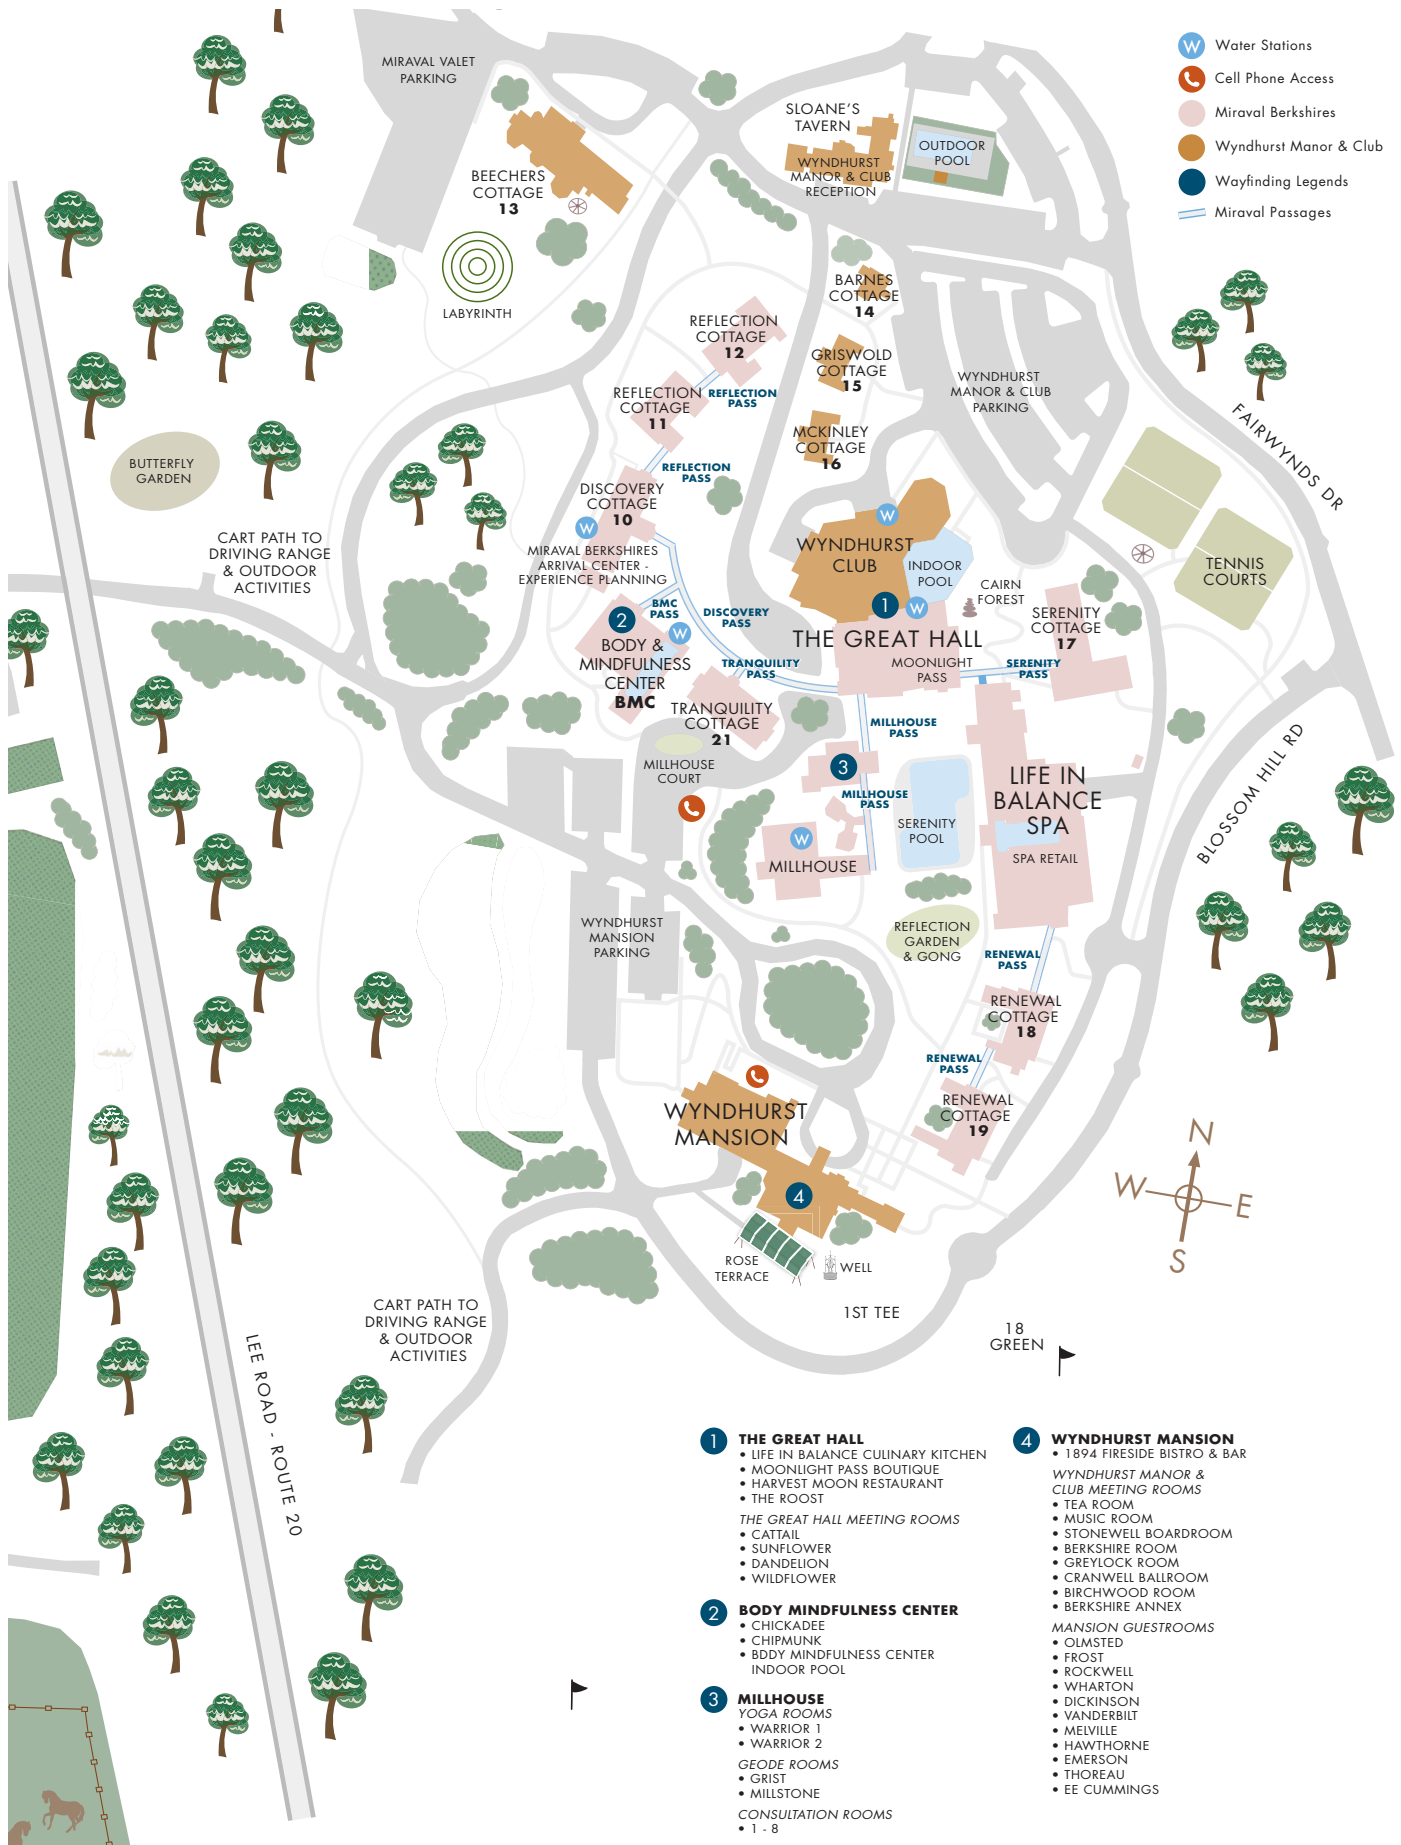 MIRAVAL VALET
PARKING
Water Stations
Cell Phone Access
Miraval Berkshires
Wyndhurst Manor & Club
Wayfinding Legends
Miraval Passages
SLOANE'S
TAVERN
WYNDHURST
MANOR & CLUB
RECEPTION
OUTDOOR
POOL
BEECHERS
COTTAGE
13
LABYRINTH
BARNES
COTTAGE
14
REFLECTION
COTTAGE
12
GRISWOLD
COTTAGE
15
REFLECTION
COTTAGE
11
REFLECTION
PASS
WYNDHURST
MANOR & CLUB
PARKING
FAIRWYNDS DR
MCKINLEY
COTTAGE
16
BUTTERFLY
GARDEN
REFLECTION
PASS
DISCOVERY
COTTAGE
10
W
W
MIRAVAL BERKSHIRES
ARRIVAL CENTER -
EXPERIENCE PLANNING
CART PATH TO
DRIVING RANGE
& OUTDOOR
ACTIVITIES
WYNDHURST
CLUB
INDOOR
POOL
TENNIS
COURTS
CAIRN
FOREST
BMC
PASS
DISCOVERY
PASS
1
W
2
W
SERENITY
COTTAGE
17
BODY &
MINDFULNESS
CENTER
BMC
THE GREAT HALL
MOONLIGHT
PASS
SERENITY
PASS
TRANQUILITY
PASS
TRANQUILITY
COTTAGE
21
MILLHOUSE
PASS
MILLHOUSE
COURT
3
MILLHOUSE
PASS
LIFE IN
BALANCE
SPA
SPA RETAIL
BLOSSOM HILL RD
SERENITY
POOL
W
MILLHOUSE
WYNDHURST
MANSION
PARKING
REFLECTION
GARDEN
& GONG
RENEWAL
PASS
RENEWAL
COTTAGE
18
RENEWAL
PASS
RENEWAL
COTTAGE
19
WYNDHURST
MANSION
4
N
W
E
S
ROSE
TERRACE
WELL
1ST TEE
18
GREEN
CART PATH TO
DRIVING RANGE
& OUTDOOR
ACTIVITIES
LEE ROAD - ROUTE 20
1 THE GREAT HALL
• LIFE IN BALANCE CULINARY KITCHEN
• MOONLIGHT PASS BOUTIQUE
• HARVEST MOON RESTAURANT
• THE ROOST
THE GREAT HALL MEETING ROOMS
• CATTAIL
• SUNFLOWER
• DANDELION
• WILDFLOWER
2 BODY MINDFULNESS CENTER
• CHICKADEE
• CHIPMUNK
• BDDY MINDFULNESS CENTER
INDOOR POOL
3 MILLHOUSE
YOGA ROOMS
• WARRIOR 1
• WARRIOR 2
GEODE ROOMS
• GRIST
• MILLSTONE
CONSULTATION ROOMS
• 1 - 8
4 WYNDHURST MANSION
• 1894 FIRESIDE BISTRO & BAR
WYNDHURST MANOR &
CLUB MEETING ROOMS
• TEA ROOM
• MUSIC ROOM
• STONEWELL BOARDROOM
• BERKSHIRE ROOM
• GREYLOCK ROOM
• CRANWELL BALLROOM
• BIRCHWOOD ROOM
• BERKSHIRE ANNEX
MANSION GUESTROOMS
• OLMSTED
• FROST
• ROCKWELL
• WHARTON
• DICKINSON
• VANDERBILT
• MELVILLE
• HAWTHORNE
• EMERSON
• THOREAU
• EE CUMMINGS